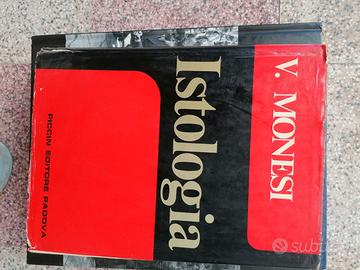 V. MONESI
Istologia
PICCIN EDITORE PADOVA
subito